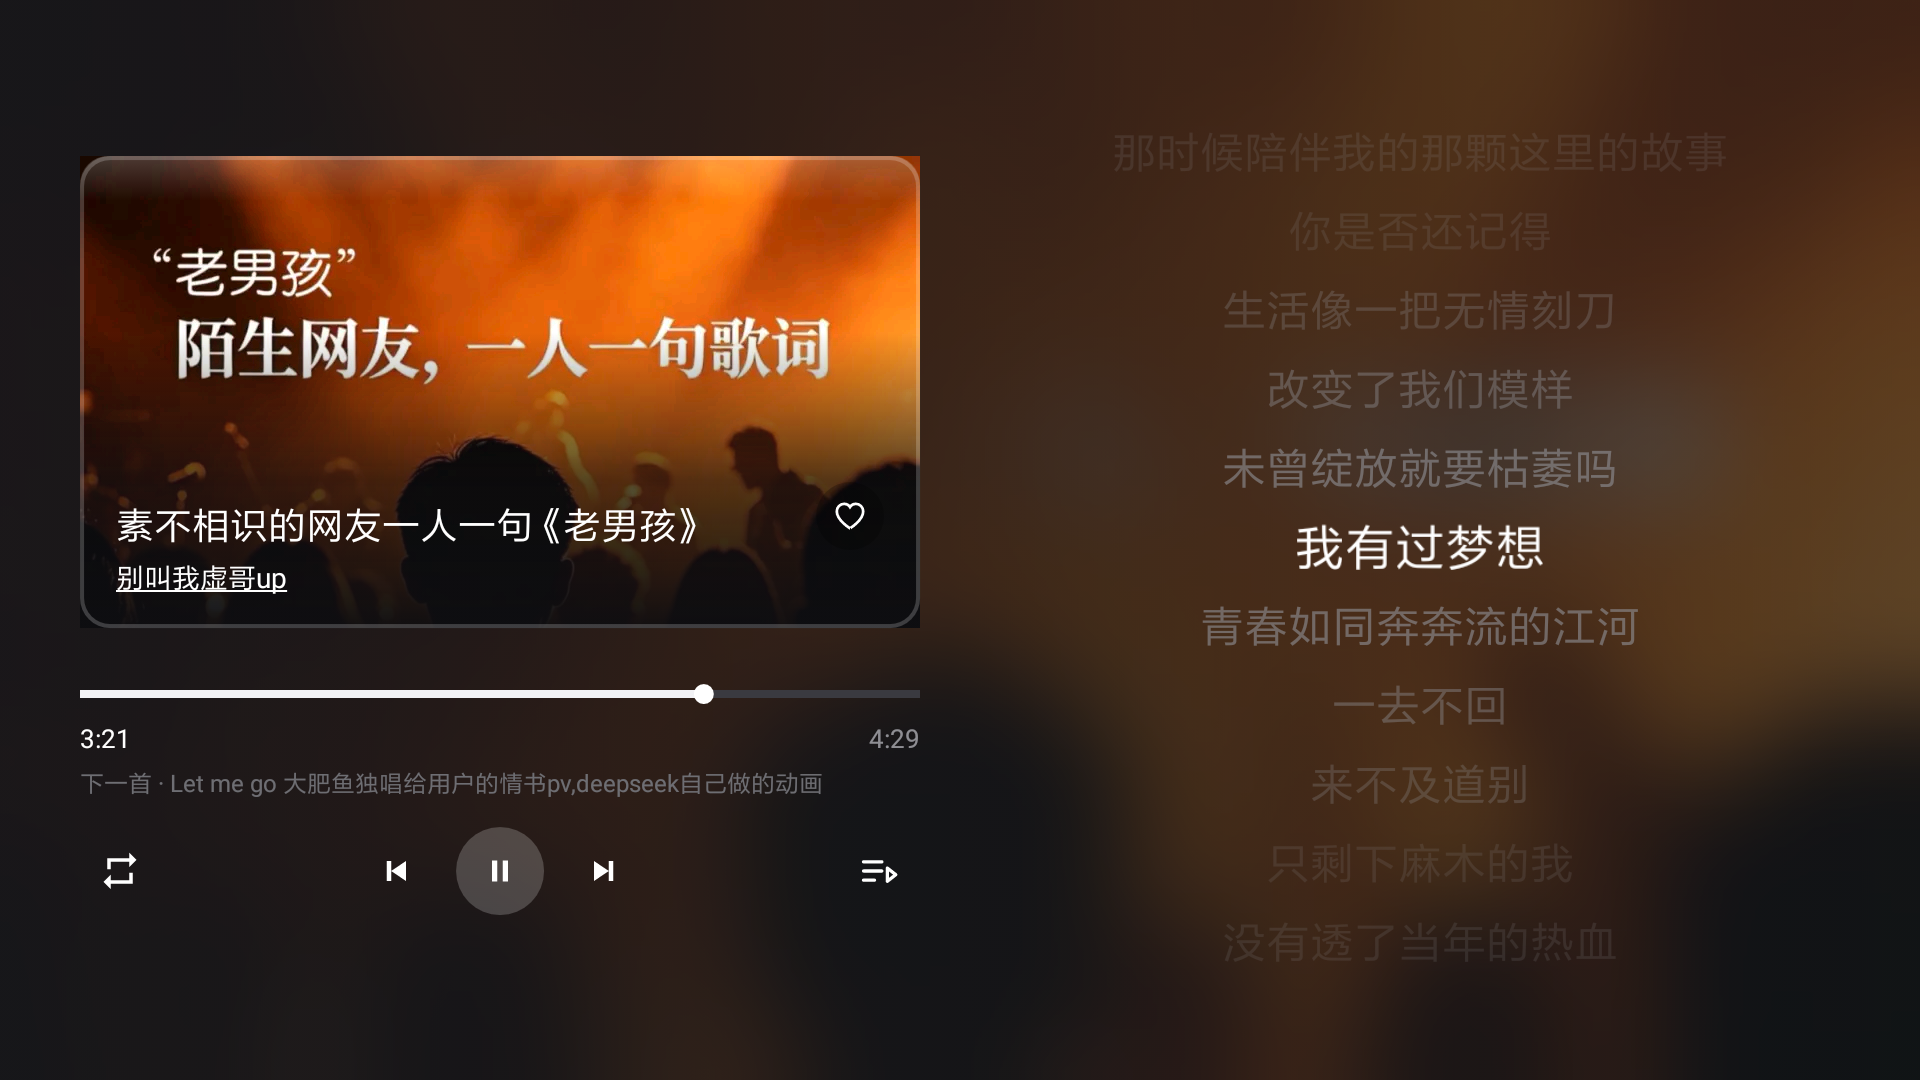 “老男孩”
陌生网友，一人一句歌词
素不相识的网友一人一句《老男孩》
别叫我虚哥up
3:21
4:29
下一首 · Let me go 大肥鱼独唱给用户的情书pv,deepseek自己做的动画
那时候陪伴我的那颗这里的故事
你是否还记得
生活像一把无情刻刀
改变了我们模样
未曾绽放就要枯萎吗
我有过梦想
青春如同奔奔流的江河
一去不回
来不及道别
只剩下麻木的我
没有透了当年的热血